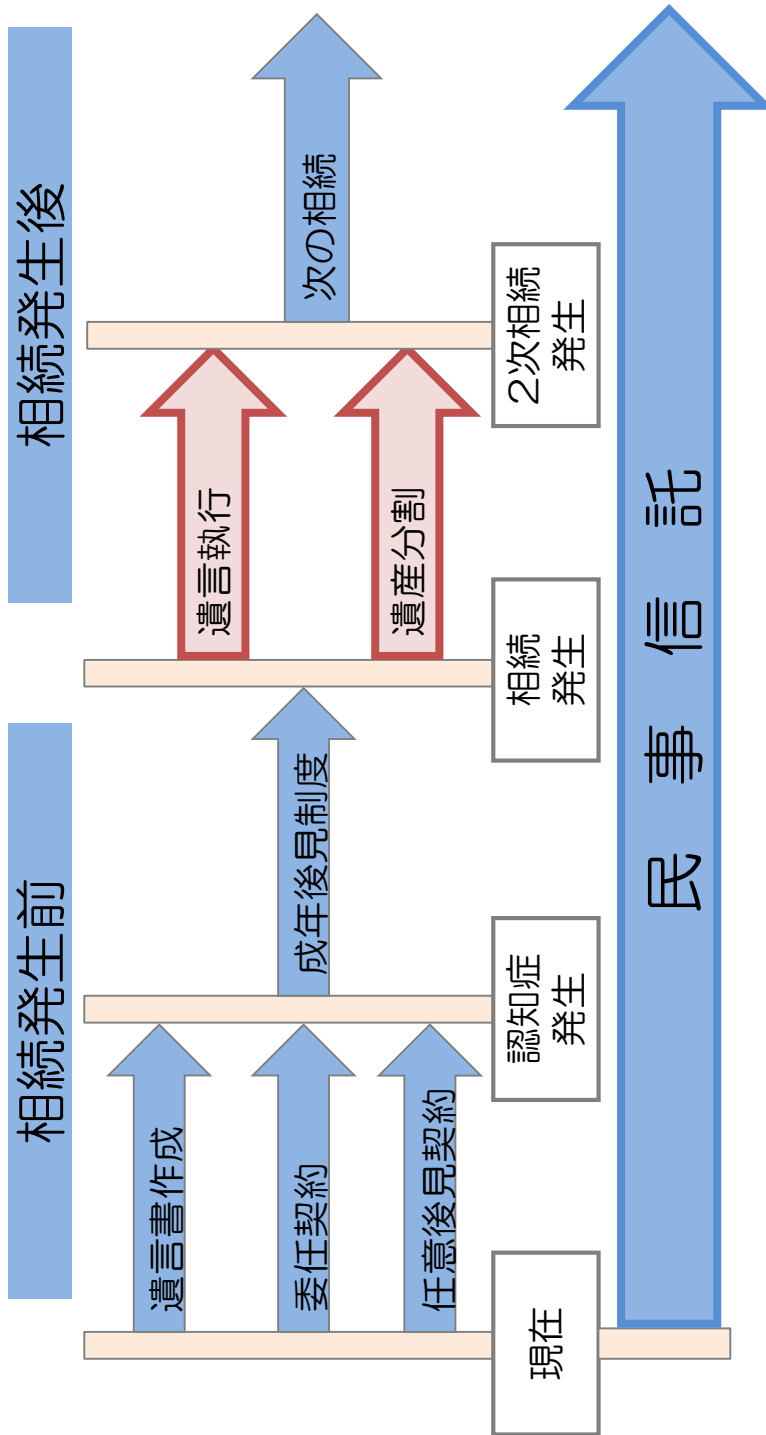 相続発生前
相続発生後
遺言書作成
委任契約
任意後見契約
成年後見制度
遺言執行
遺産分割
次の相続
現在
認知症
発生
相続
発生
2次相続
発生
民事信託